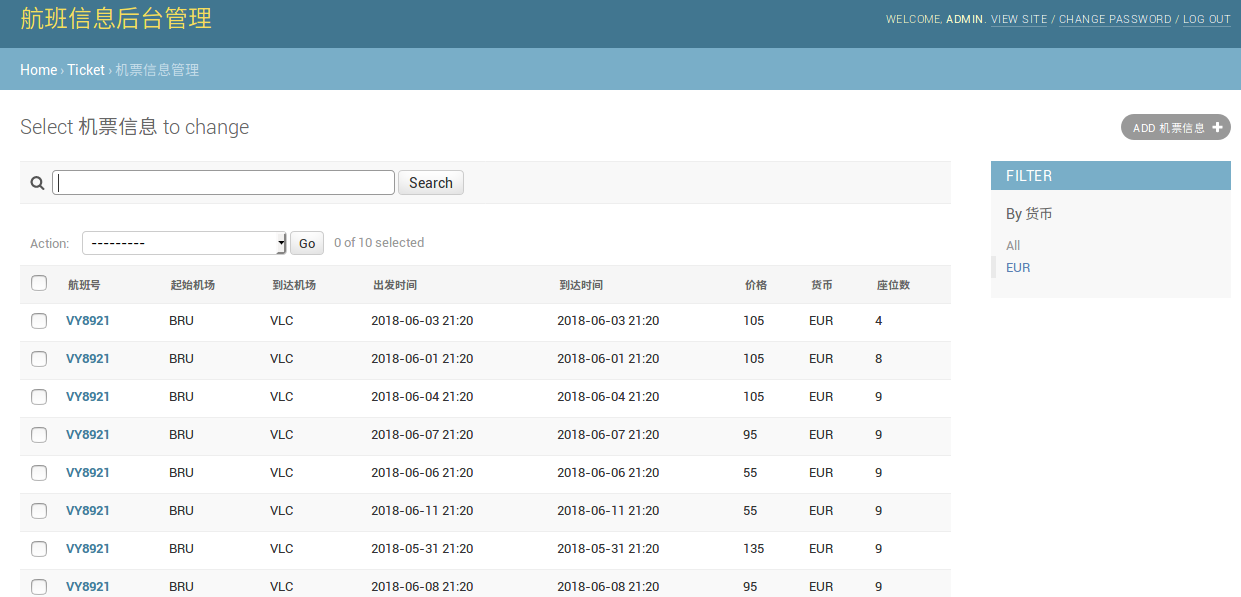 航班信息后台管理
WELCOME, ADMIN. VIEW SITE / CHANGE PASSWORD / LOG OUT
Home › Ticket › 机票信息管理
Select 机票信息 to change
ADD 机票信息 +
Search
FILTER
By 货币
All
EUR
Action: --------- Go 0 of 10 selected
航班号 起始机场 到达机场 出发时间 到达时间 价格 货币 座位数
VY8921 BRU VLC 2018-06-03 21:20 2018-06-03 21:20 105 EUR 4
VY8921 BRU VLC 2018-06-01 21:20 2018-06-01 21:20 105 EUR 8
VY8921 BRU VLC 2018-06-04 21:20 2018-06-04 21:20 105 EUR 9
VY8921 BRU VLC 2018-06-07 21:20 2018-06-07 21:20 95 EUR 9
VY8921 BRU VLC 2018-06-06 21:20 2018-06-06 21:20 55 EUR 9
VY8921 BRU VLC 2018-06-11 21:20 2018-06-11 21:20 55 EUR 9
VY8921 BRU VLC 2018-05-31 21:20 2018-05-31 21:20 135 EUR 9
VY8921 BRU VLC 2018-06-08 21:20 2018-06-08 21:20 95 EUR 9